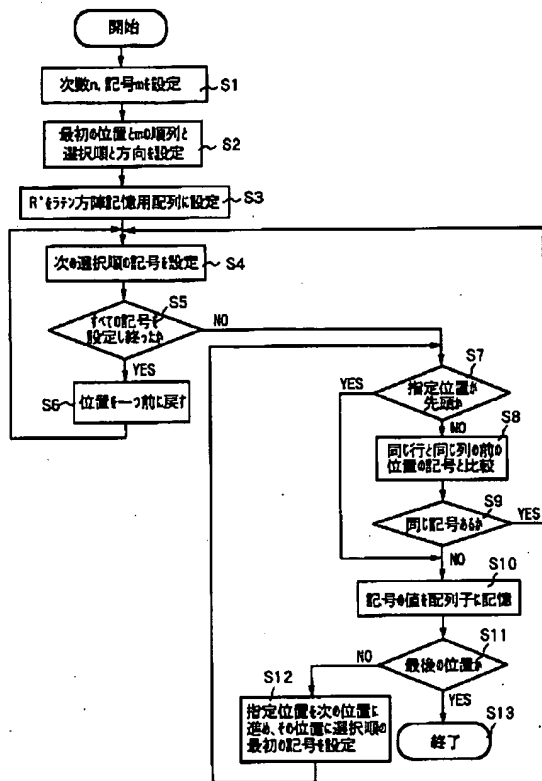 開始
次数n, 記号mを設定
S1
最初の位置とmの順列と
選択順と方向を設定
S2
R*をラテン方陣記憶用配列に設定
S3
次の選択順の記号を設定
S4
S5
すべての記号を
設定し終ったか
NO
YES
S6
位置を一つ前に戻す
S7
指定位置が
先頭か
YES
NO
S8
同じ行と同じ列の前の
位置の記号と比較
S9
同じ記号あるか
YES
NO
S10
記号の値を配列子に記憶
S11
最後の位置か
NO
YES
S12
指定位置を次の位置に
進め、その位置に選択順の
最初の記号を設定
S13
終了